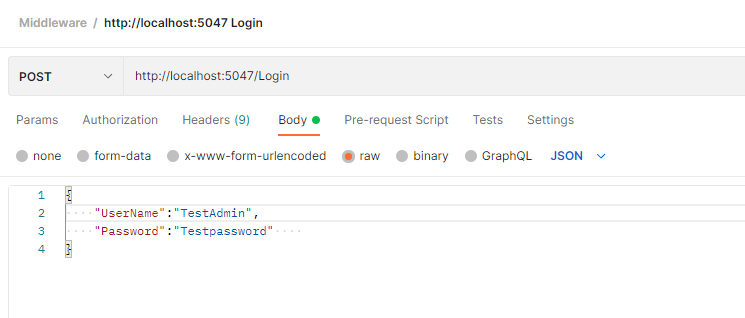 Middleware / http://localhost:5047 Login
POST http://localhost:5047/Login
Params Authorization Headers (9) Body Pre-request Script Tests Settings
none form-data x-www-form-urlencoded raw binary GraphQL JSON
1 {
2 "UserName":"TestAdmin",
3 "Password":"Testpassword"
4 }